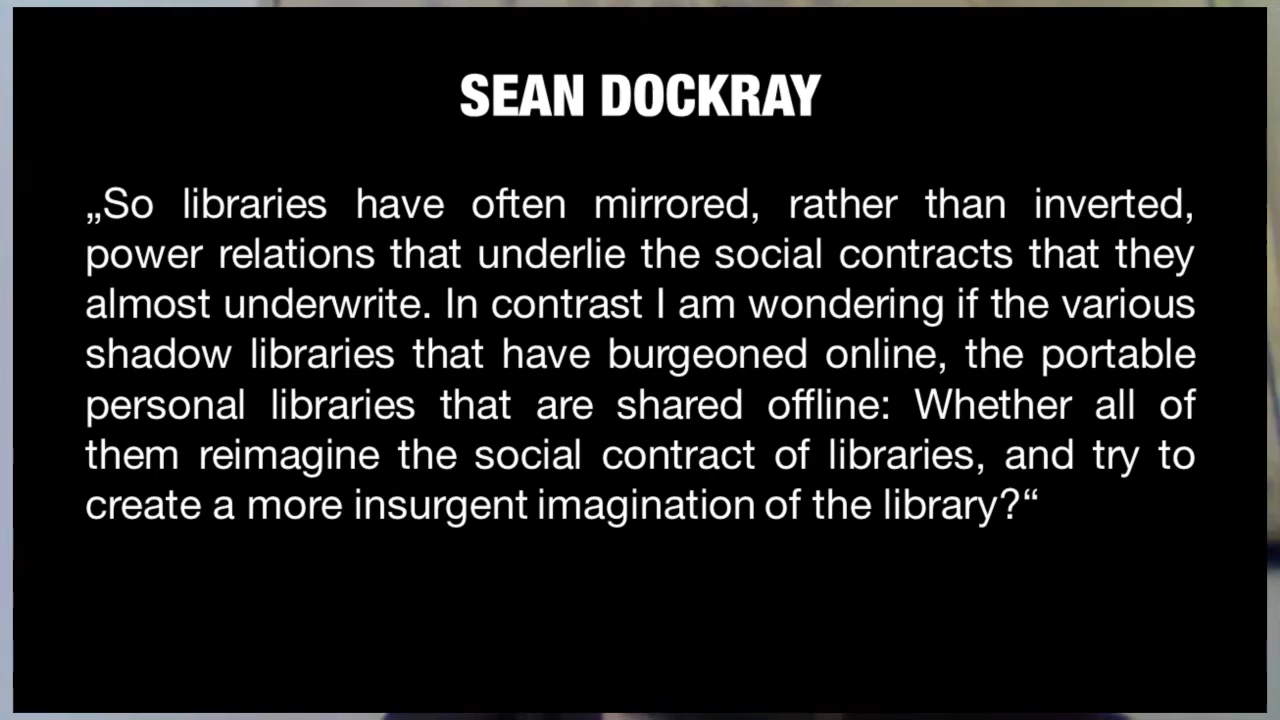 SEAN DOCKRAY
„So libraries have often mirrored, rather than inverted,
power relations that underlie the social contracts that they
almost underwrite. In contrast I am wondering if the various
shadow libraries that have burgeoned online, the portable
personal libraries that are shared offline: Whether all of
them reimagine the social contract of libraries, and try to
create a more insurgent imagination of the library?“